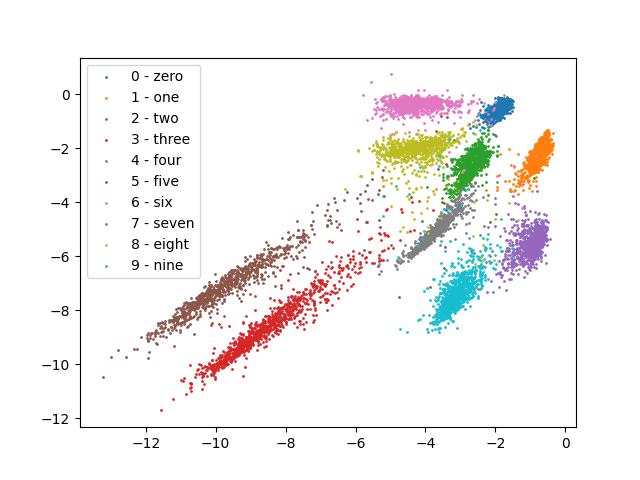 0 - zero
1 - one
2 - two
3 - three
4 - four
5 - five
6 - six
7 - seven
8 - eight
9 - nine
0
−2
−4
−6
−8
−10
−12
−12
−10
−8
−6
−4
−2
0